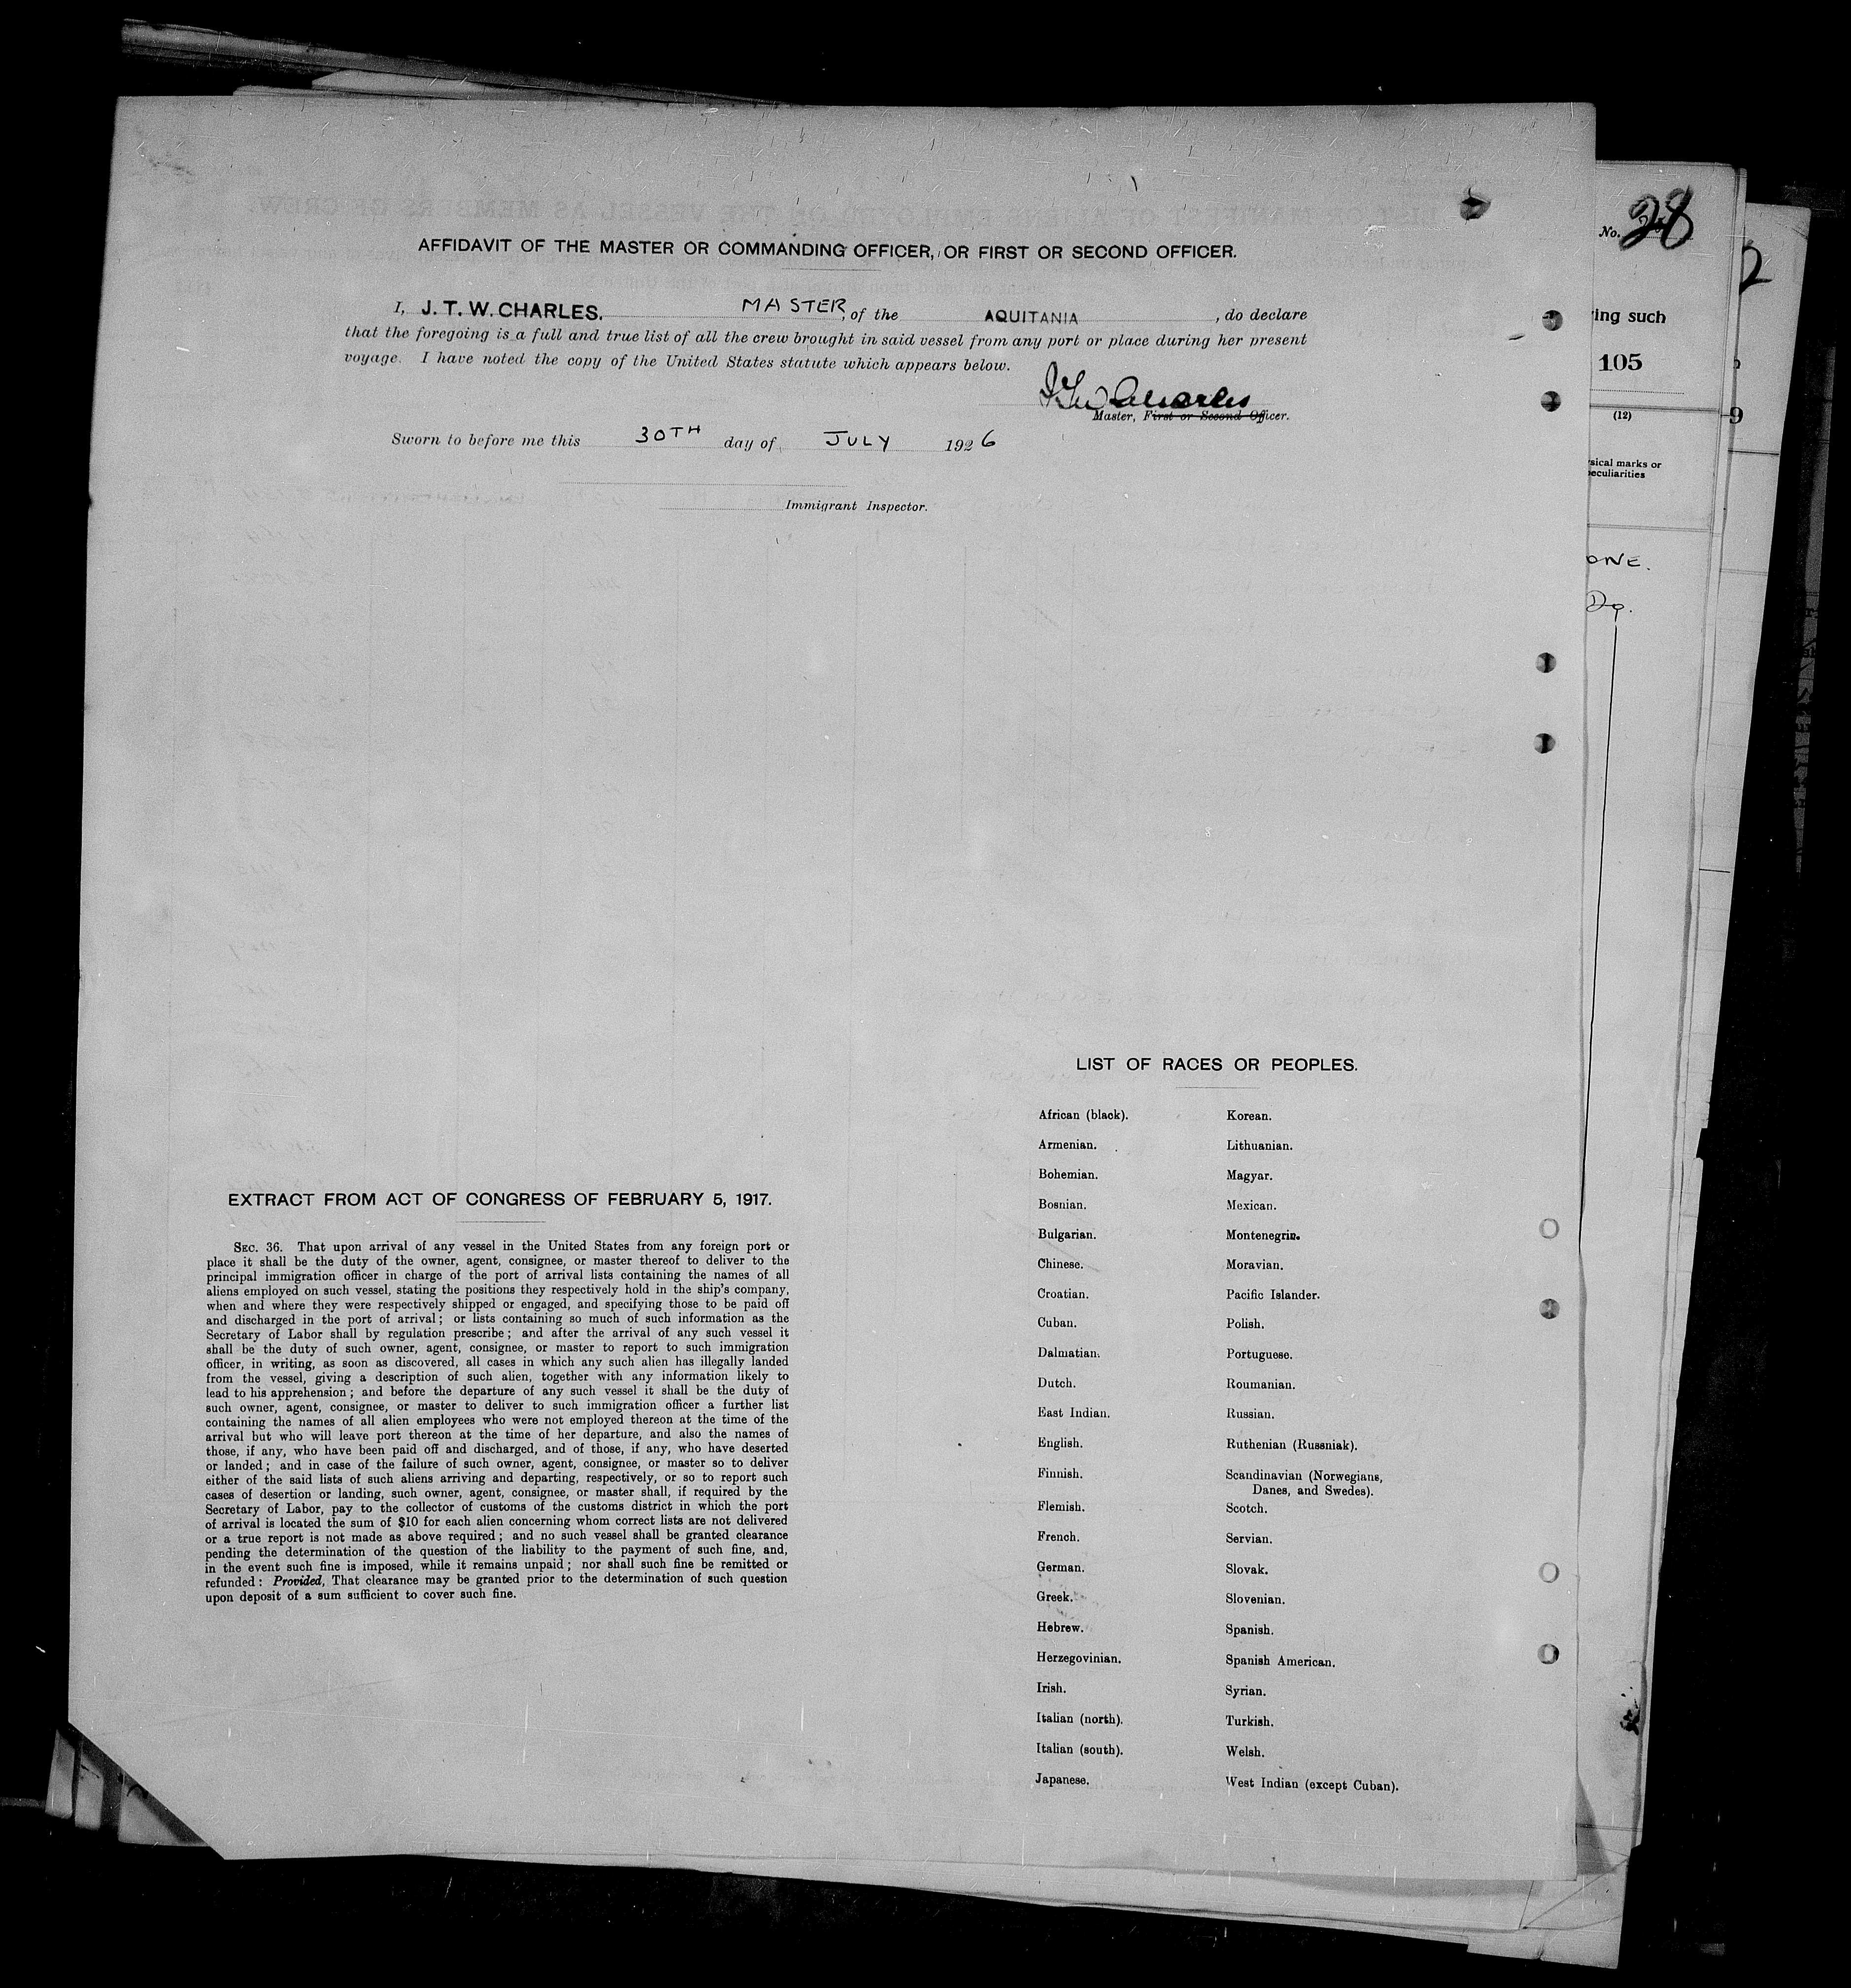 AFFIDAVIT OF THE MASTER OR COMMANDING OFFICER, OR FIRST OR SECOND OFFICER.
I, J. T. W. CHARLES. MASTER, of the AQUITANIA, do declare
that the foregoing is a full and true list of all the crew brought in said vessel from any port or place during her present
voyage. I have noted the copy of the United States statute which appears below.
JTW Charles
Master, First or Second Officer.
Sworn to before me this 30TH day of JULY 1926
Immigrant Inspector.
EXTRACT FROM ACT OF CONGRESS OF FEBRUARY 5, 1917.
SEC. 36. That upon arrival of any vessel in the United States from any foreign port or
place it shall be the duty of the owner, agent, consignee, or master thereof to deliver to the
principal immigration officer in charge of the port of arrival lists containing the names of all
aliens employed on such vessel, stating the positions they respectively hold in the ship's company,
when and where they were respectively shipped or engaged, and specifying those to be paid off
and discharged in the port of arrival; or lists containing so much of such information as the
Secretary of Labor shall by regulation prescribe; and after the arrival of any such vessel it
shall be the duty of such owner, agent, consignee, or master to report to such immigration
officer, in writing, as soon as discovered, all cases in which any such alien has illegally landed
from the vessel, giving a description of such alien, together with any information likely to
lead to his apprehension; and before the departure of any such vessel it shall be the duty of
such owner, agent, consignee, or master to deliver to such immigration officer a further list
containing the names of all alien employees who were not employed thereon at the time of the
arrival but who will leave port thereon at the time of her departure, and also the names of
those, if any, who have been paid off and discharged, and of those, if any, who have deserted
or landed; and in case of the failure of such owner, agent, consignee, or master so to deliver
either of the said lists of such aliens arriving and departing, respectively, or so to report such
cases of desertion or landing, such owner, agent, consignee, or master shall, if required by the
Secretary of Labor, pay to the collector of customs of the customs district in which the port
of arrival is located the sum of $10 for each alien concerning whom correct lists are not delivered
or a true report is not made as above required; and no such vessel shall be granted clearance
pending the determination of the question of the liability to the payment of such fine, and,
in the event such fine is imposed, while it remains unpaid; nor shall such fine be remitted or
refunded: Provided, That clearance may be granted prior to the determination of such question
upon deposit of a sum sufficient to cover such fine.
LIST OF RACES OR PEOPLES.
African (black).
Armenian.
Bohemian.
Bosnian.
Bulgarian.
Chinese.
Croatian.
Cuban.
Dalmatian.
Dutch.
East Indian.
English.
Finnish.
Flemish.
French.
German.
Greek.
Hebrew.
Herzegovinian.
Irish.
Italian (north).
Italian (south).
Japanese.
Korean.
Lithuanian.
Magyar.
Mexican.
Montenegrin.
Moravian.
Pacific Islander.
Polish.
Portuguese.
Roumanian.
Russian.
Ruthenian (Russniak).
Scandinavian (Norwegians,
Danes, and Swedes).
Scotch.
Servian.
Slovak.
Slovenian.
Spanish.
Spanish American.
Syrian.
Turkish.
Welsh.
West Indian (except Cuban).
No. 28
ing such
105
(12)
sical marks or
eculiarities
ONE.
Do.
2
9